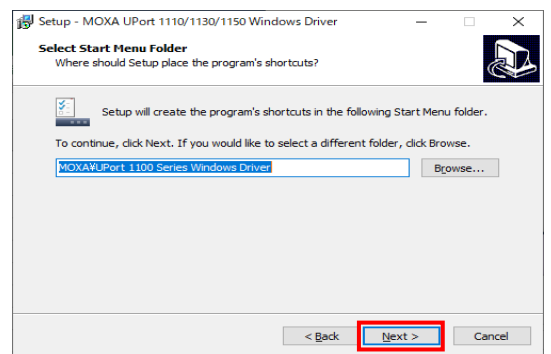 Setup - MOXA UPort 1110/1130/1150 Windows Driver
Select Start Menu Folder
Where should Setup place the program's shortcuts?
Setup will create the program's shortcuts in the following Start Menu folder.
To continue, click Next. If you would like to select a different folder, click Browse.
MOXA¥UPort 1100 Series Windows Driver
Browse...
< Back
Next >
Cancel